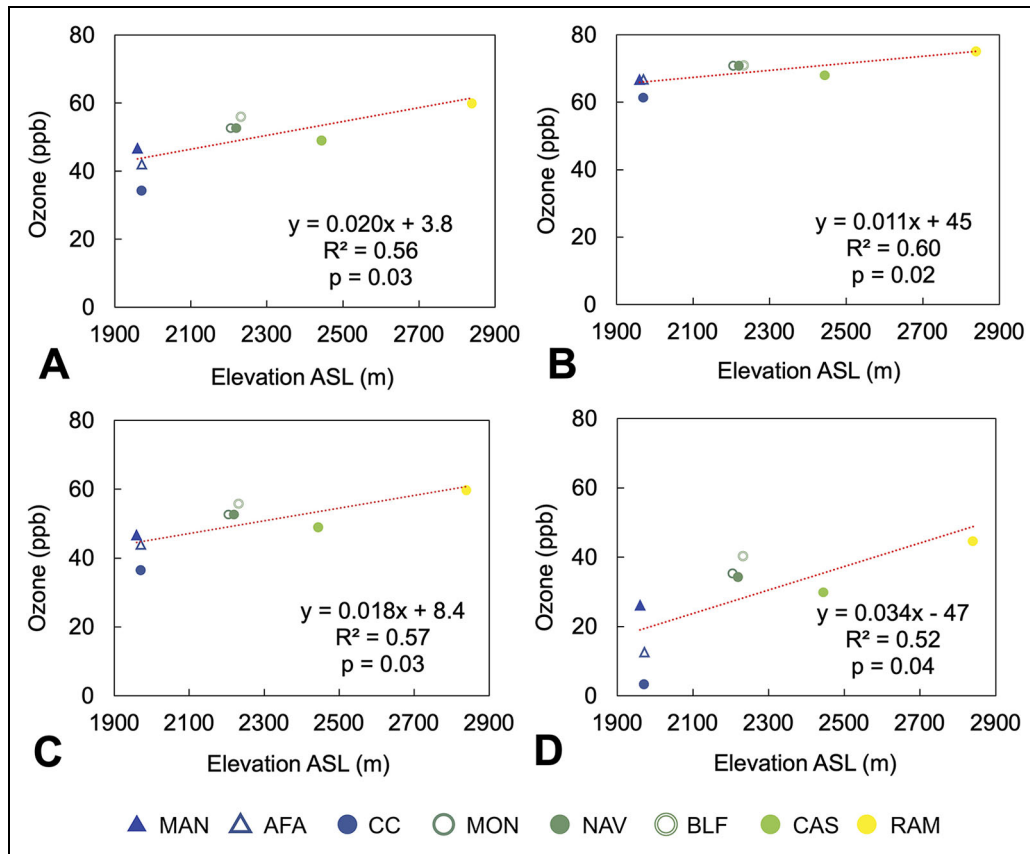 80
60
40
20
0
Ozone (ppb)
y = 0.020x + 3.8
R² = 0.56
p = 0.03
1900 2100 2300 2500 2700 2900
A
Elevation ASL (m)
80
60
40
20
0
Ozone (ppb)
y = 0.011x + 45
R² = 0.60
p = 0.02
1900 2100 2300 2500 2700 2900
B
Elevation ASL (m)
80
60
40
20
0
Ozone (ppb)
y = 0.018x + 8.4
R² = 0.57
p = 0.03
1900 2100 2300 2500 2700 2900
C
Elevation ASL (m)
80
60
40
20
0
Ozone (ppb)
y = 0.034x - 47
R² = 0.52
p = 0.04
1900 2100 2300 2500 2700 2900
D
Elevation ASL (m)
MAN AFA CC MON NAV BLF CAS RAM